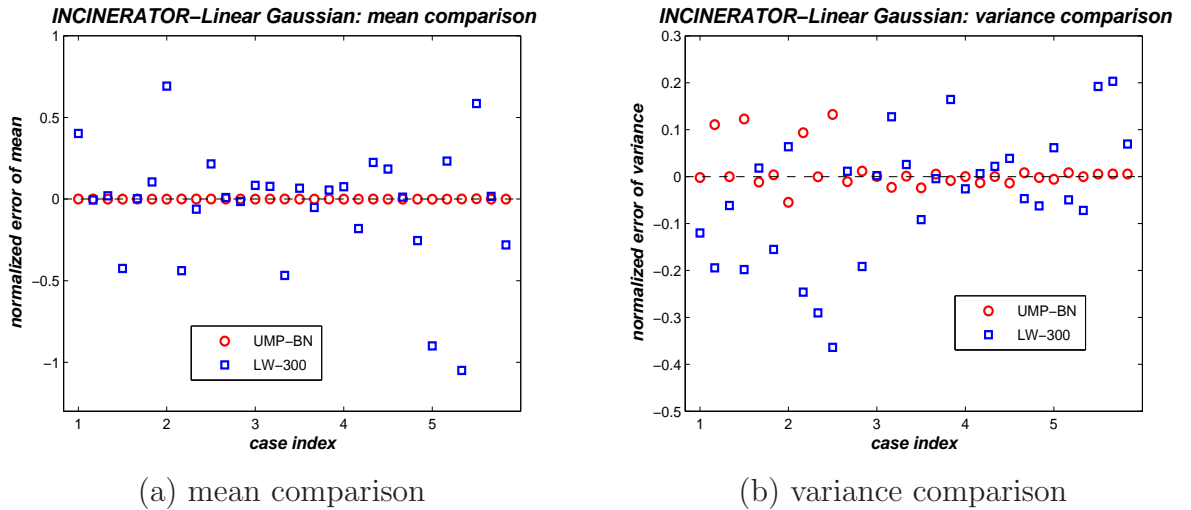 INCINERATOR–Linear Gaussian: mean comparison
1
0.5
0
−0.5
−1
normalized error of mean
1
2
3
4
5
case index
UMP–BN
LW–300
(a) mean comparison
INCINERATOR–Linear Gaussian: variance comparison
0.3
0.2
0.1
0
−0.1
−0.2
−0.3
−0.4
−0.5
normalized error of variance
1
2
3
4
5
case index
UMP–BN
LW–300
(b) variance comparison